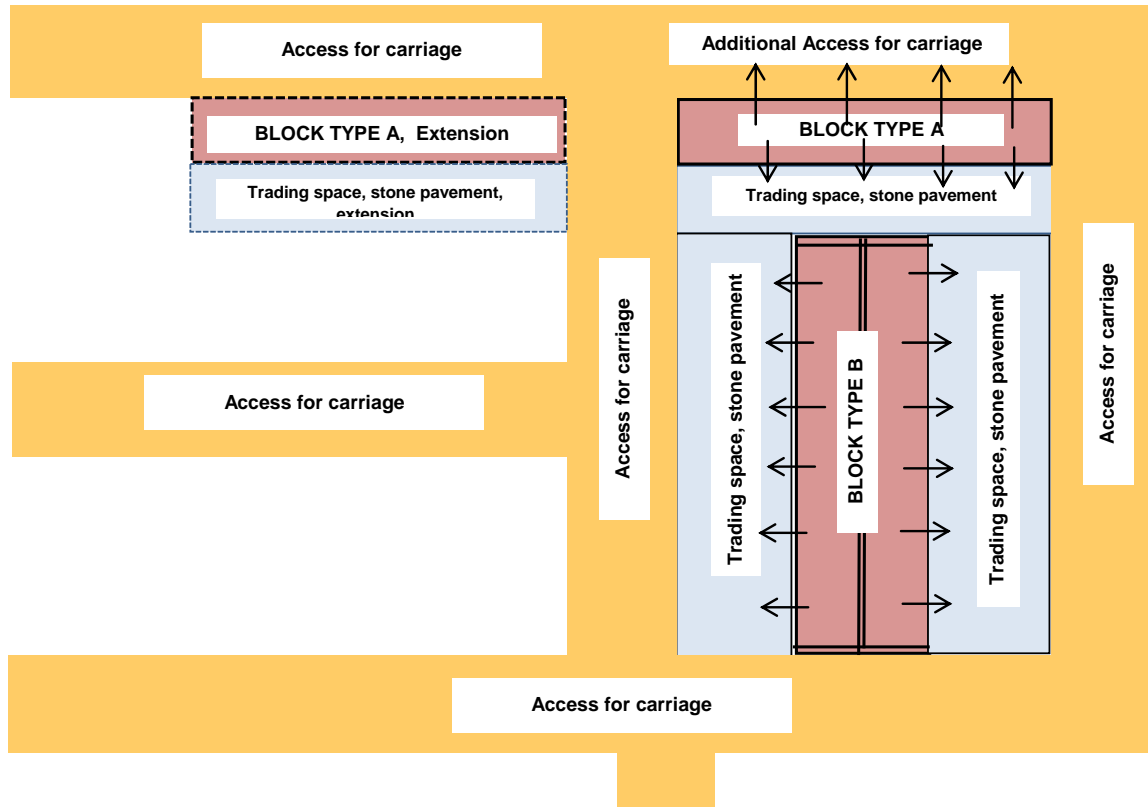 Access for carriage
Additional Access for carriage
BLOCK TYPE A, Extension
BLOCK TYPE A
Trading space, stone pavement,
extension
Trading space, stone pavement
Access for carriage
Trading space, stone pavement
BLOCK TYPE B
Trading space, stone pavement
Access for carriage
Access for carriage
Access for carriage